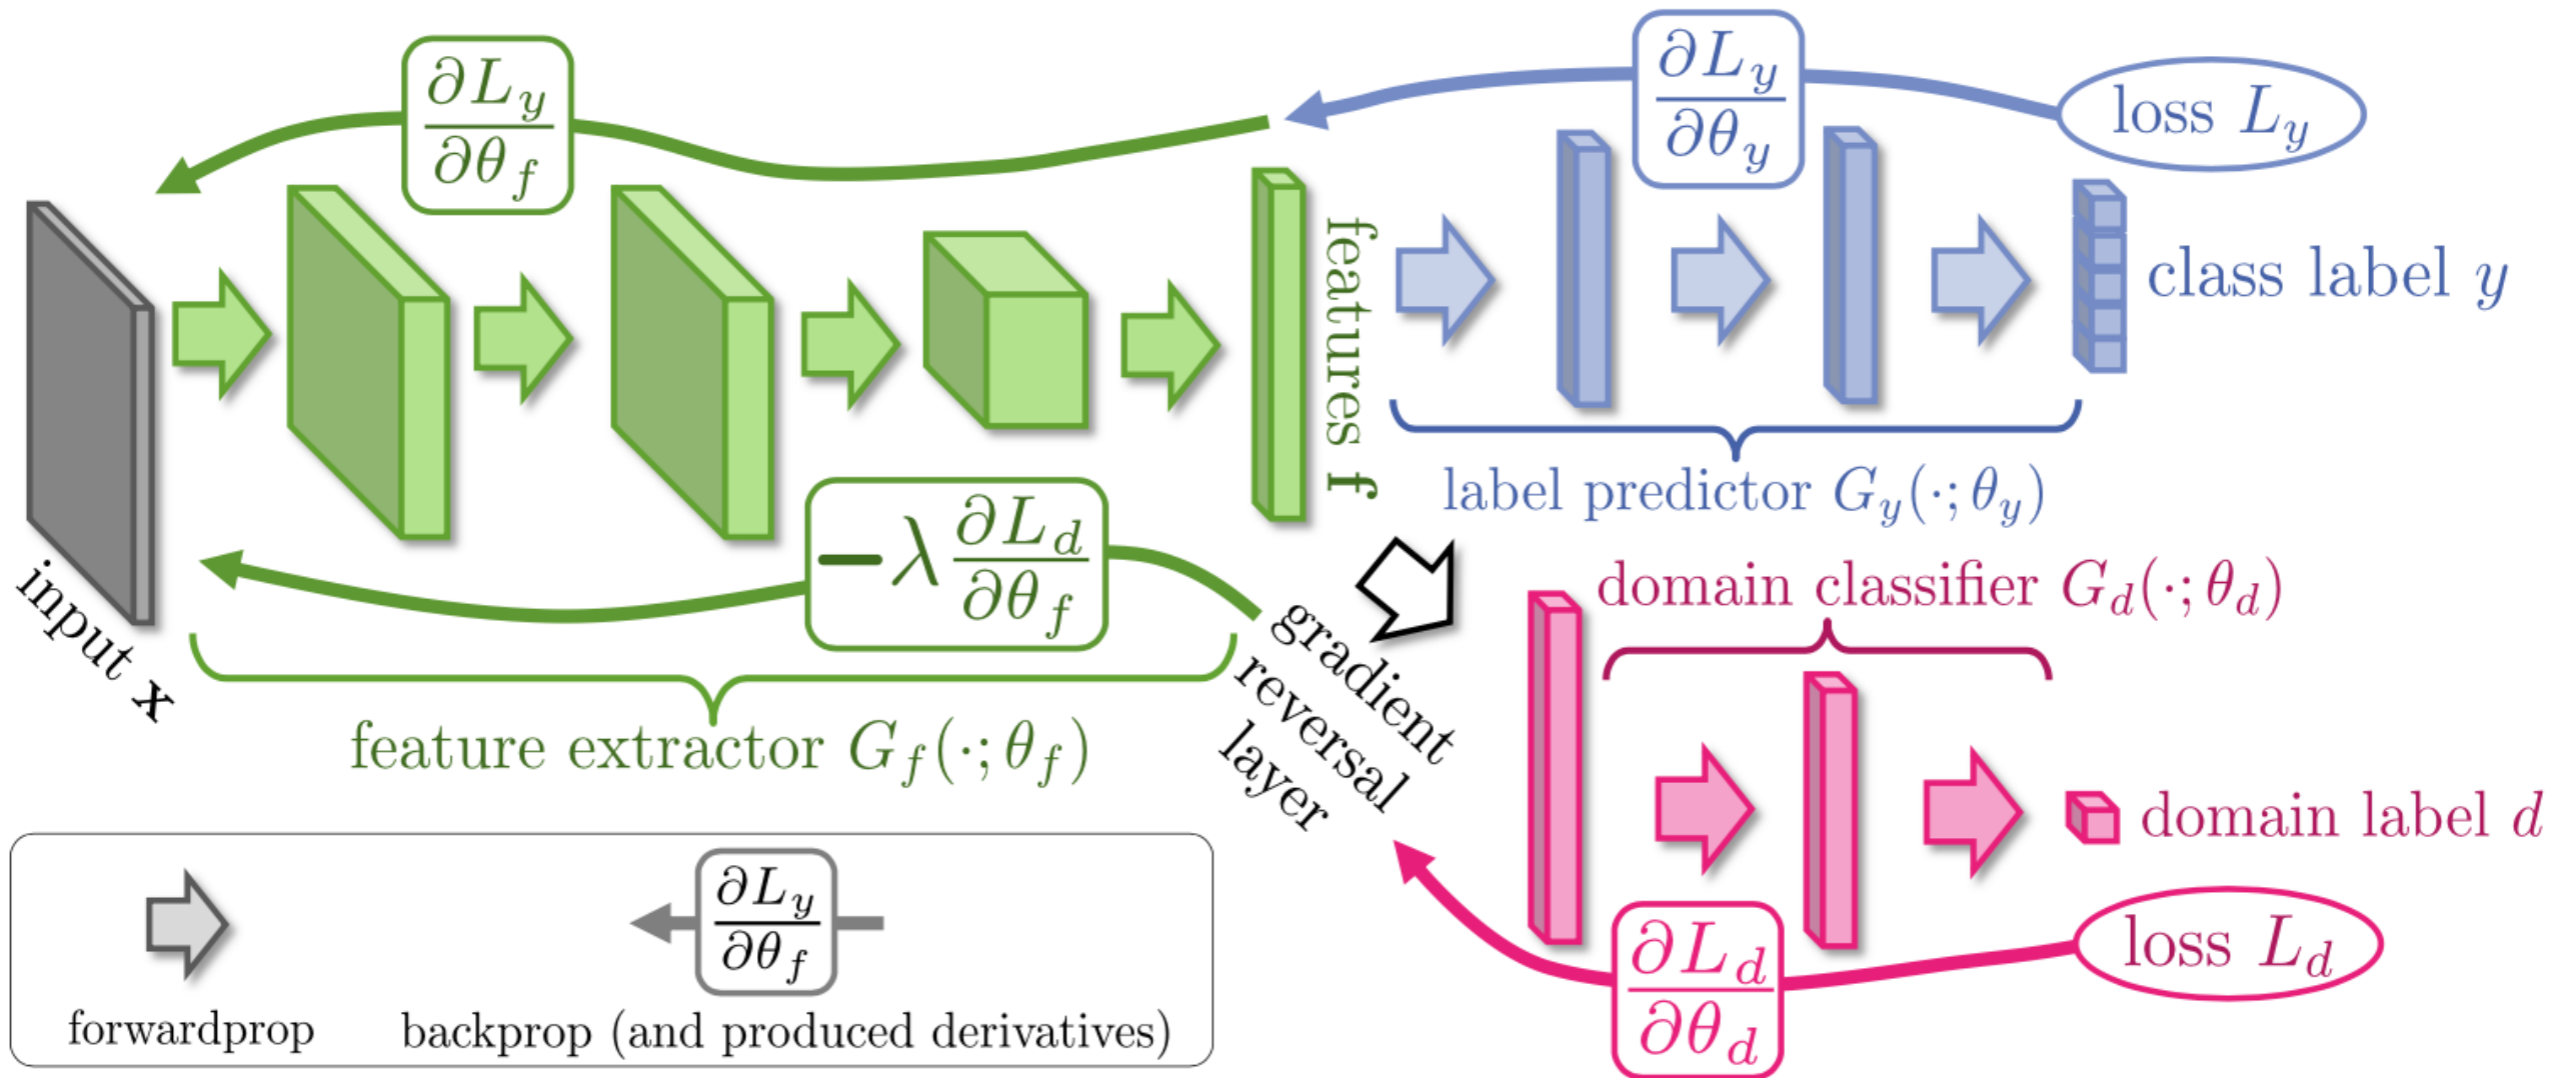 ∂L_y
∂θ_f
∂L_y
∂θ_y
loss L_y
features f
class label y
label predictor G_y(·; θ_y)
input x
−λ ∂L_d
∂θ_f
feature extractor G_f(·; θ_f)
gradient
reversal
layer
domain classifier G_d(·; θ_d)
domain label d
loss L_d
∂L_d
∂θ_d
∂L_y
∂θ_f
forwardprop
backprop (and produced derivatives)